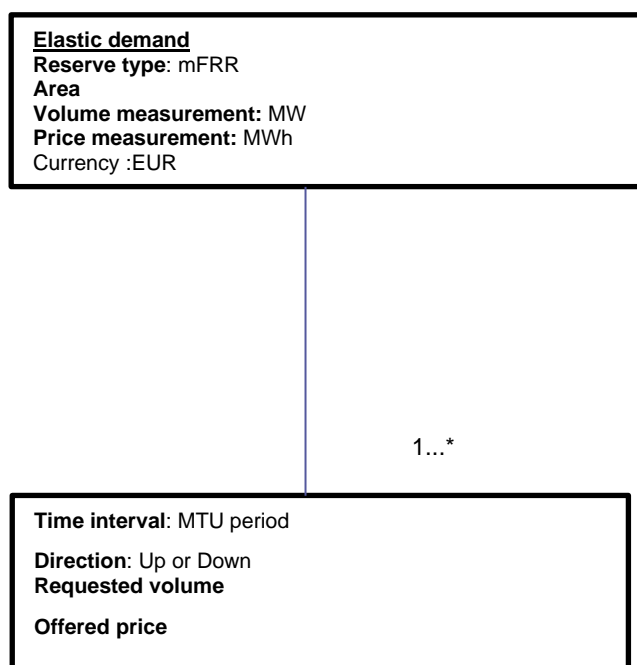 Elastic demand
Reserve type: mFRR
Area
Volume measurement: MW
Price measurement: MWh
Currency :EUR
1...*
Time interval: MTU period
Direction: Up or Down
Requested volume
Offered price